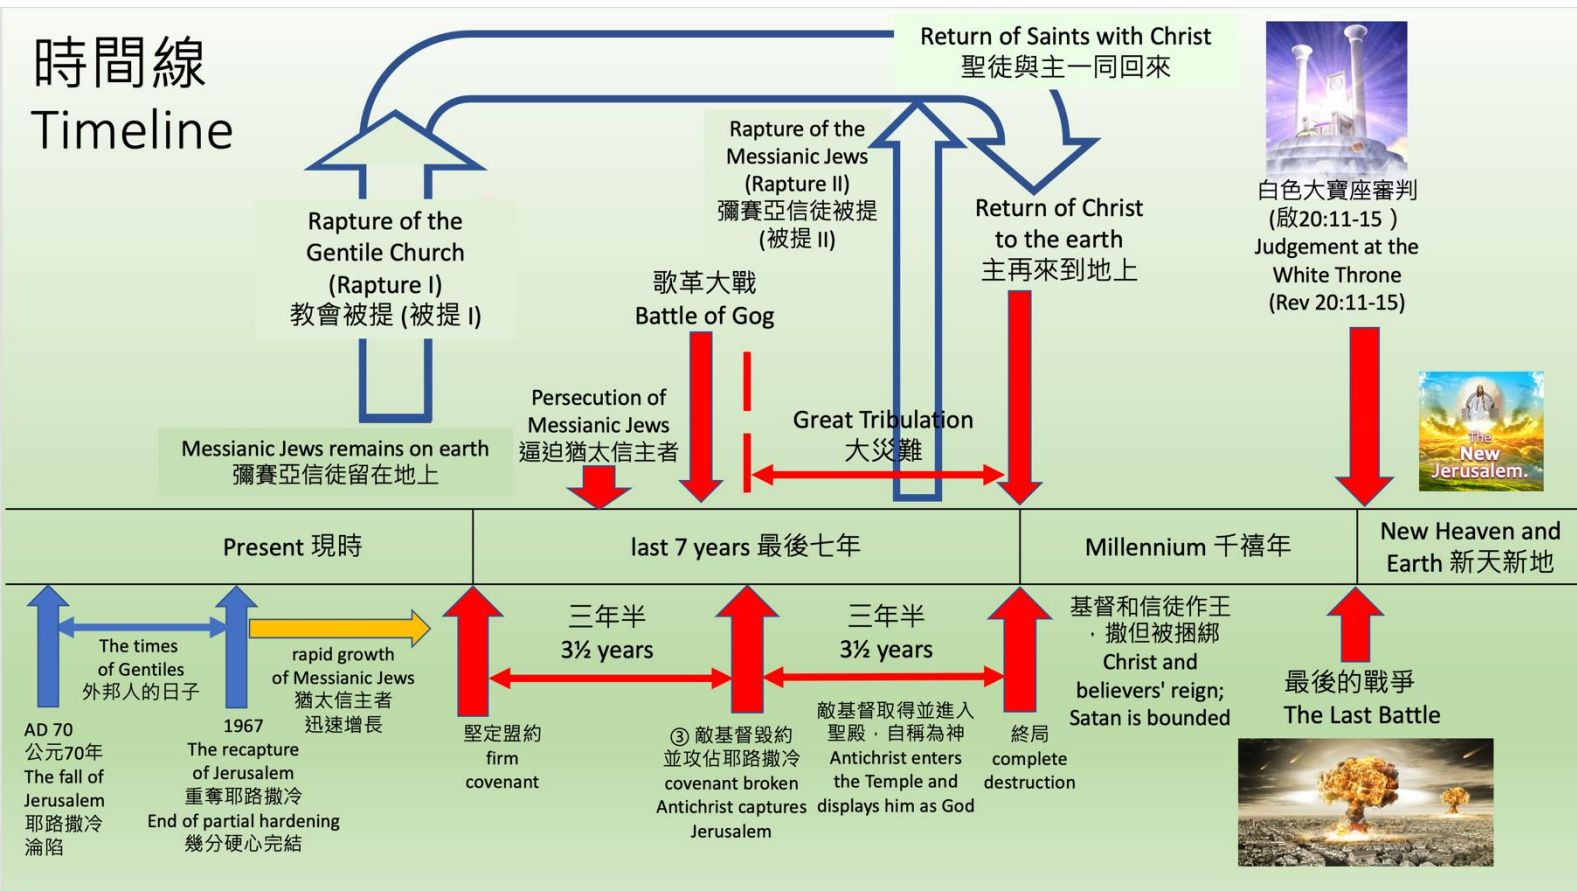 時間線
Timeline
Return of Saints with Christ
聖徒與主一同回來
Rapture of the
Gentile Church
(Rapture I)
教會被提 (被提 I)
Messianic Jews remains on earth
彌賽亞信徒留在地上
Persecution of
Messianic Jews
逼迫猶太信主者
歌革大戰
Battle of Gog
Rapture of the
Messianic Jews
(Rapture II)
彌賽亞信徒被提
(被提 II)
Great Tribulation
大災難
Return of Christ
to the earth
主再來到地上
白色大寶座審判
(啟20:11-15 )
Judgement at the
White Throne
(Rev 20:11-15)
The
New
Jerusalem.
Present 現時
last 7 years 最後七年
Millennium 千禧年
New Heaven and
Earth 新天新地
AD 70
公元70年
The fall of
Jerusalem
耶路撒冷
淪陷
The times
of Gentiles
外邦人的日子
1967
The recapture
of Jerusalem
重奪耶路撒冷
End of partial hardening
幾分硬心完結
rapid growth
of Messianic Jews
猶太信主者
迅速增長
堅定盟約
firm
covenant
三年半
3½ years
③ 敵基督毀約
並攻佔耶路撒冷
covenant broken
Antichrist captures
Jerusalem
三年半
3½ years
敵基督取得並進入
聖殿，自稱為神
Antichrist enters
the Temple and
displays him as God
終局
complete
destruction
基督和信徒作王
，撒但被捆綁
Christ and
believers' reign;
Satan is bounded
最後的戰爭
The Last Battle